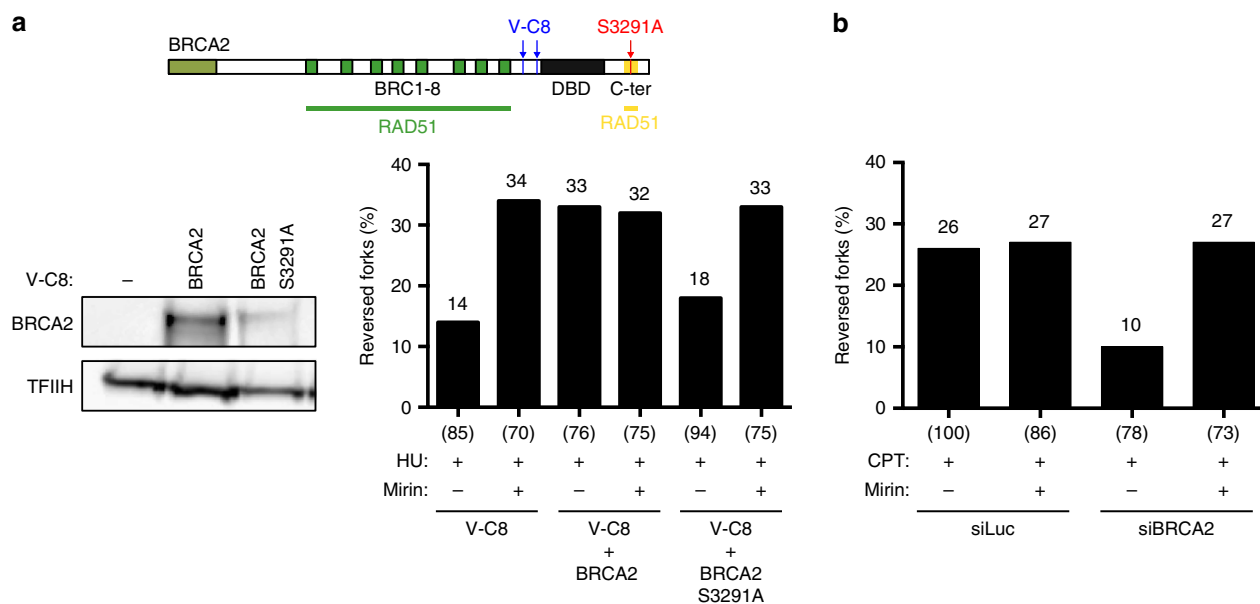 a
V-C8
S3291A
BRCA2
BRC1-8
DBD
C-ter
RAD51
RAD51
V-C8:
–
BRCA2
BRCA2
S3291A
BRCA2
TFIIH
Reversed forks (%)
40
30
20
10
0
14
34
33
32
18
33
(85) (70) (76) (75) (94) (75)
HU: + + + + + +
Mirin: – + – + – +
V-C8
V-C8
+
BRCA2
V-C8
+
BRCA2
S3291A
b
Reversed forks (%)
40
30
20
10
0
26
27
10
27
(100) (86) (78) (73)
CPT: + + + +
Mirin: – + – +
siLuc
siBRCA2